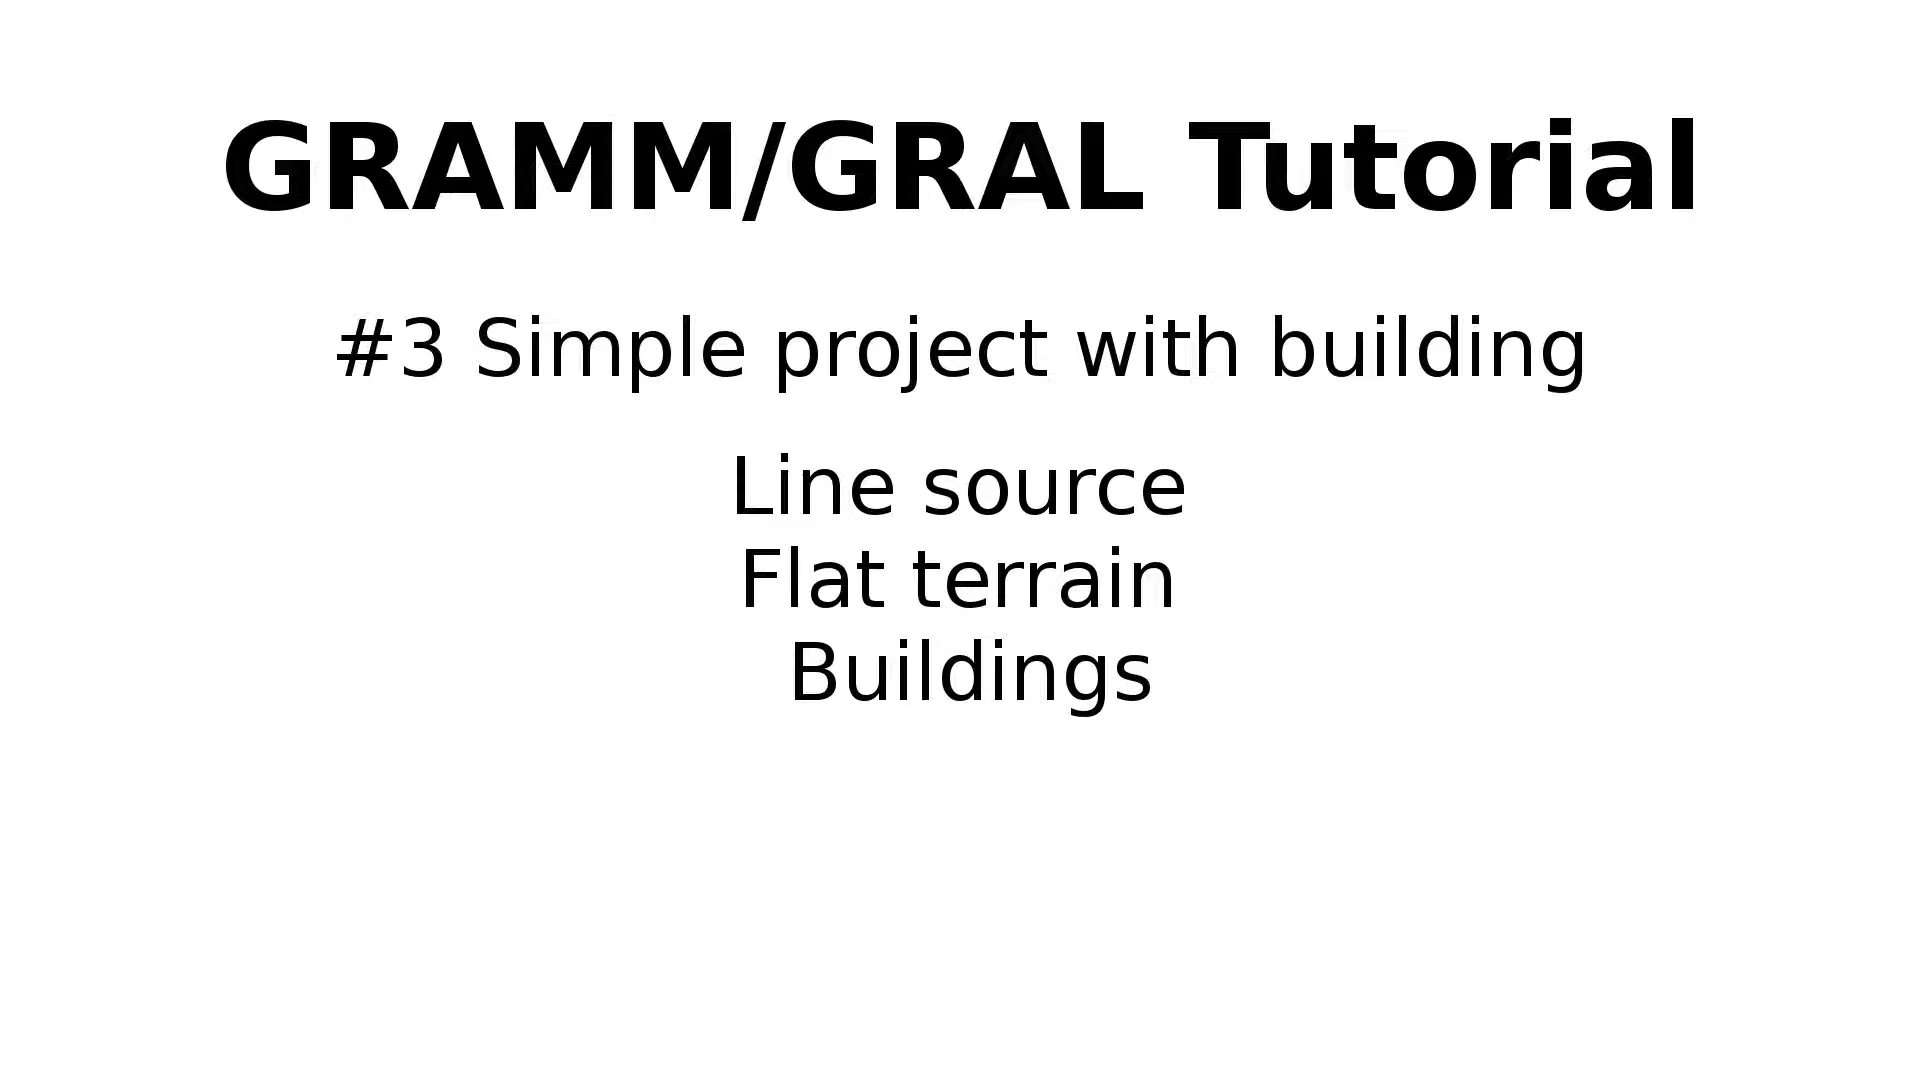 GRAMM/GRAL Tutorial
#3 Simple project with building
Line source
Flat terrain
Buildings